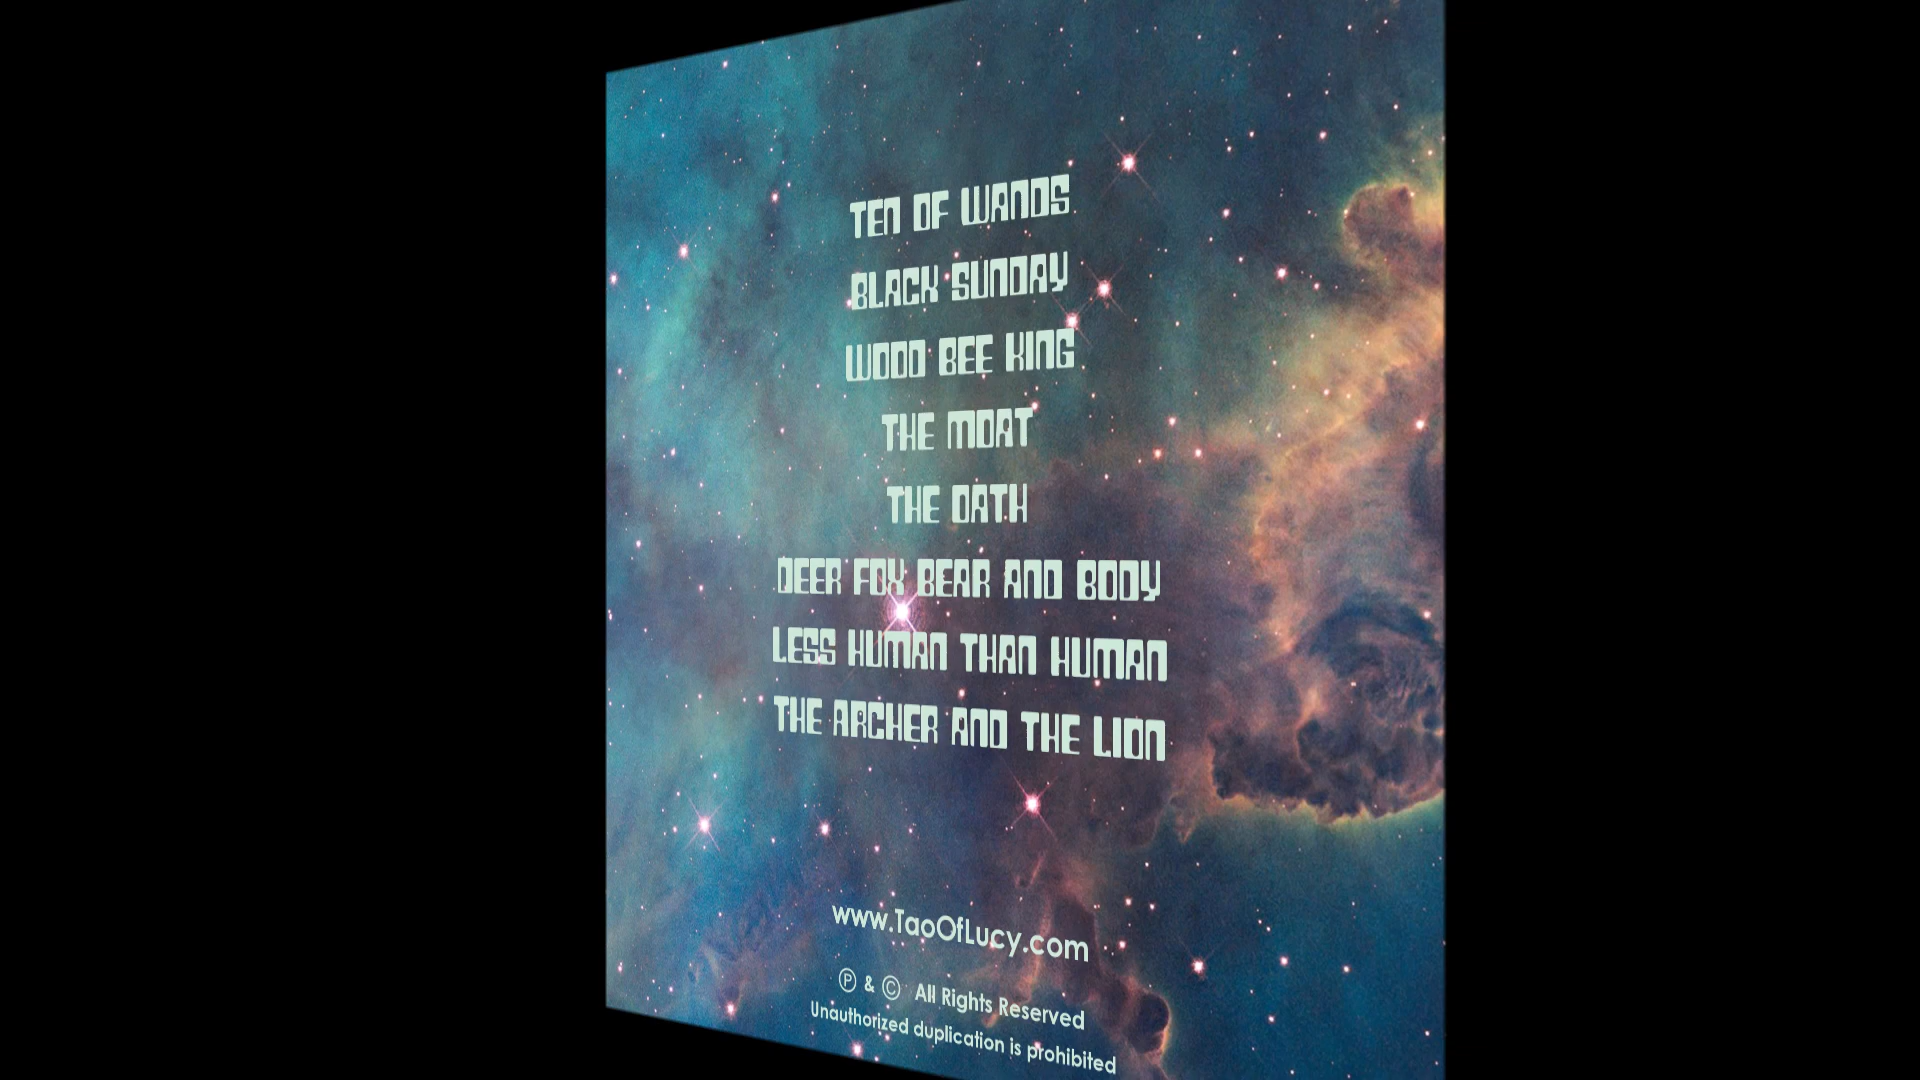 TEN OF WANDS
BLACK SUNDAY
WOOD BEE KING
THE MOAT
THE OATH
DEER FOX BEAR AND BODY
LESS HUMAN THAN HUMAN
THE ARCHER AND THE LION
www.TaoOfLucy.com
℗ & © All Rights Reserved
Unauthorized duplication is prohibited